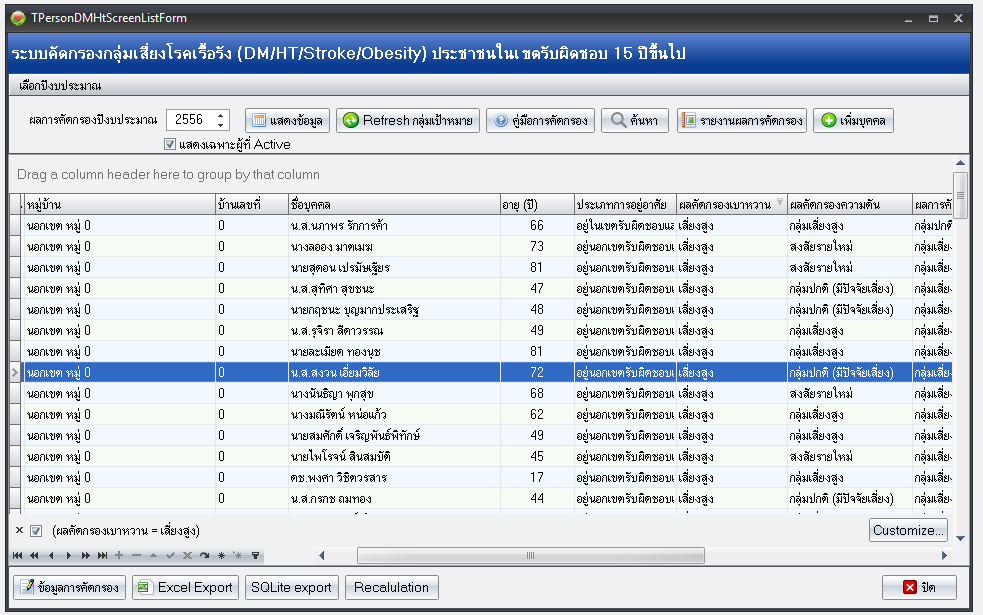 TPersonDMHtScreenListForm
ระบบคัดกรองกลุ่มเสี่ยงโรคเรื้อรัง (DM/HT/Stroke/Obesity) ประชาชนในเขตรับผิดชอบ 15 ปีขึ้นไป
เลือกปีงบประมาณ
ผลการคัดกรองปีงบประมาณ 2556 แสดงข้อมูล Refresh กลุ่มเป้าหมาย คู่มือการคัดกรอง ค้นหา รายงานผลการคัดกรอง เพิ่มบุคคล
แสดงเฉพาะผู้ที่ Active
Drag a column header here to group by that column
หมู่บ้าน บ้านเลขที่ ชื่อบุคคล อายุ (ปี) ประเภทการอยู่อาศัย ผลคัดกรองเบาหวาน ผลคัดกรองความดัน ผลการคั
นอกเขต หมู่ 0 0 น.ส.นภาพร รักการค้า 66 อยู่ในเขตรับผิดชอบแ เสี่ยงสูง กลุ่มเสี่ยงสูง กลุ่มปกติ
นอกเขต หมู่ 0 0 นางลออง มาตเมฆ 73 อยู่นอกเขตรับผิดชอบเ เสี่ยงสูง สงสัยรายใหม่ กลุ่มเสี่ย
นอกเขต หมู่ 0 0 นายสุดอน เปรมัษเฐียร 81 อยู่นอกเขตรับผิดชอบเ เสี่ยงสูง สงสัยรายใหม่ กลุ่มเสี่ย
นอกเขต หมู่ 0 0 น.ส.สุทิศา สุขชนะ 47 อยู่นอกเขตรับผิดชอบเ เสี่ยงสูง กลุ่มปกติ (มีปัจจัยเสี่ยง) กลุ่มเสี่ย
นอกเขต หมู่ 0 0 นายกฤชนะ บุญมากประเสริฐ 48 อยู่นอกเขตรับผิดชอบเ เสี่ยงสูง กลุ่มปกติ (มีปัจจัยเสี่ยง) กลุ่มเสี่ย
นอกเขต หมู่ 0 0 น.ส.รุจิรา สีดาวรรณ 49 อยู่นอกเขตรับผิดชอบเ เสี่ยงสูง กลุ่มเสี่ยงสูง กลุ่มเสี่ย
นอกเขต หมู่ 0 0 นายละเมียด ทองนุช 81 อยู่นอกเขตรับผิดชอบเ เสี่ยงสูง กลุ่มเสี่ยงสูง กลุ่มเสี่ย
นอกเขต หมู่ 0 0 น.ส.สงวน เอี่ยมวิลัย 72 อยู่นอกเขตรับผิดชอบเ เสี่ยงสูง กลุ่มปกติ (มีปัจจัยเสี่ยง) กลุ่มเสี่ย
นอกเขต หมู่ 0 0 นางนันธิญา พุกสุข 68 อยู่นอกเขตรับผิดชอบเ เสี่ยงสูง สงสัยรายใหม่ กลุ่มเสี่ย
นอกเขต หมู่ 0 0 นางมณีรัตน์ หน่อแก้ว 62 อยู่นอกเขตรับผิดชอบเ เสี่ยงสูง กลุ่มเสี่ยงสูง กลุ่มเสี่ย
นอกเขต หมู่ 0 0 นายสมศักดิ์ เจริญพันธ์พิทักษ์ 49 อยู่นอกเขตรับผิดชอบเ เสี่ยงสูง กลุ่มเสี่ยงสูง กลุ่มเสี่ย
นอกเขต หมู่ 0 0 นายไพโรจน์ สินสมบัติ 45 อยู่นอกเขตรับผิดชอบเ เสี่ยงสูง สงสัยรายใหม่ กลุ่มเสี่ย
นอกเขต หมู่ 0 0 ดช.พงศา วิชิตวรสาร 17 อยู่นอกเขตรับผิดชอบเ เสี่ยงสูง กลุ่มเสี่ยงสูง กลุ่มเสี่ย
นอกเขต หมู่ 0 0 น.ส.กรกช ถมทอง 44 อยู่นอกเขตรับผิดชอบเ เสี่ยงสูง กลุ่มปกติ (มีปัจจัยเสี่ยง) กลุ่มเสี่ย
(ผลคัดกรองเบาหวาน = เสี่ยงสูง) Customize...
ข้อมูลการคัดกรอง Excel Export SQLite export Recalulation ปิด